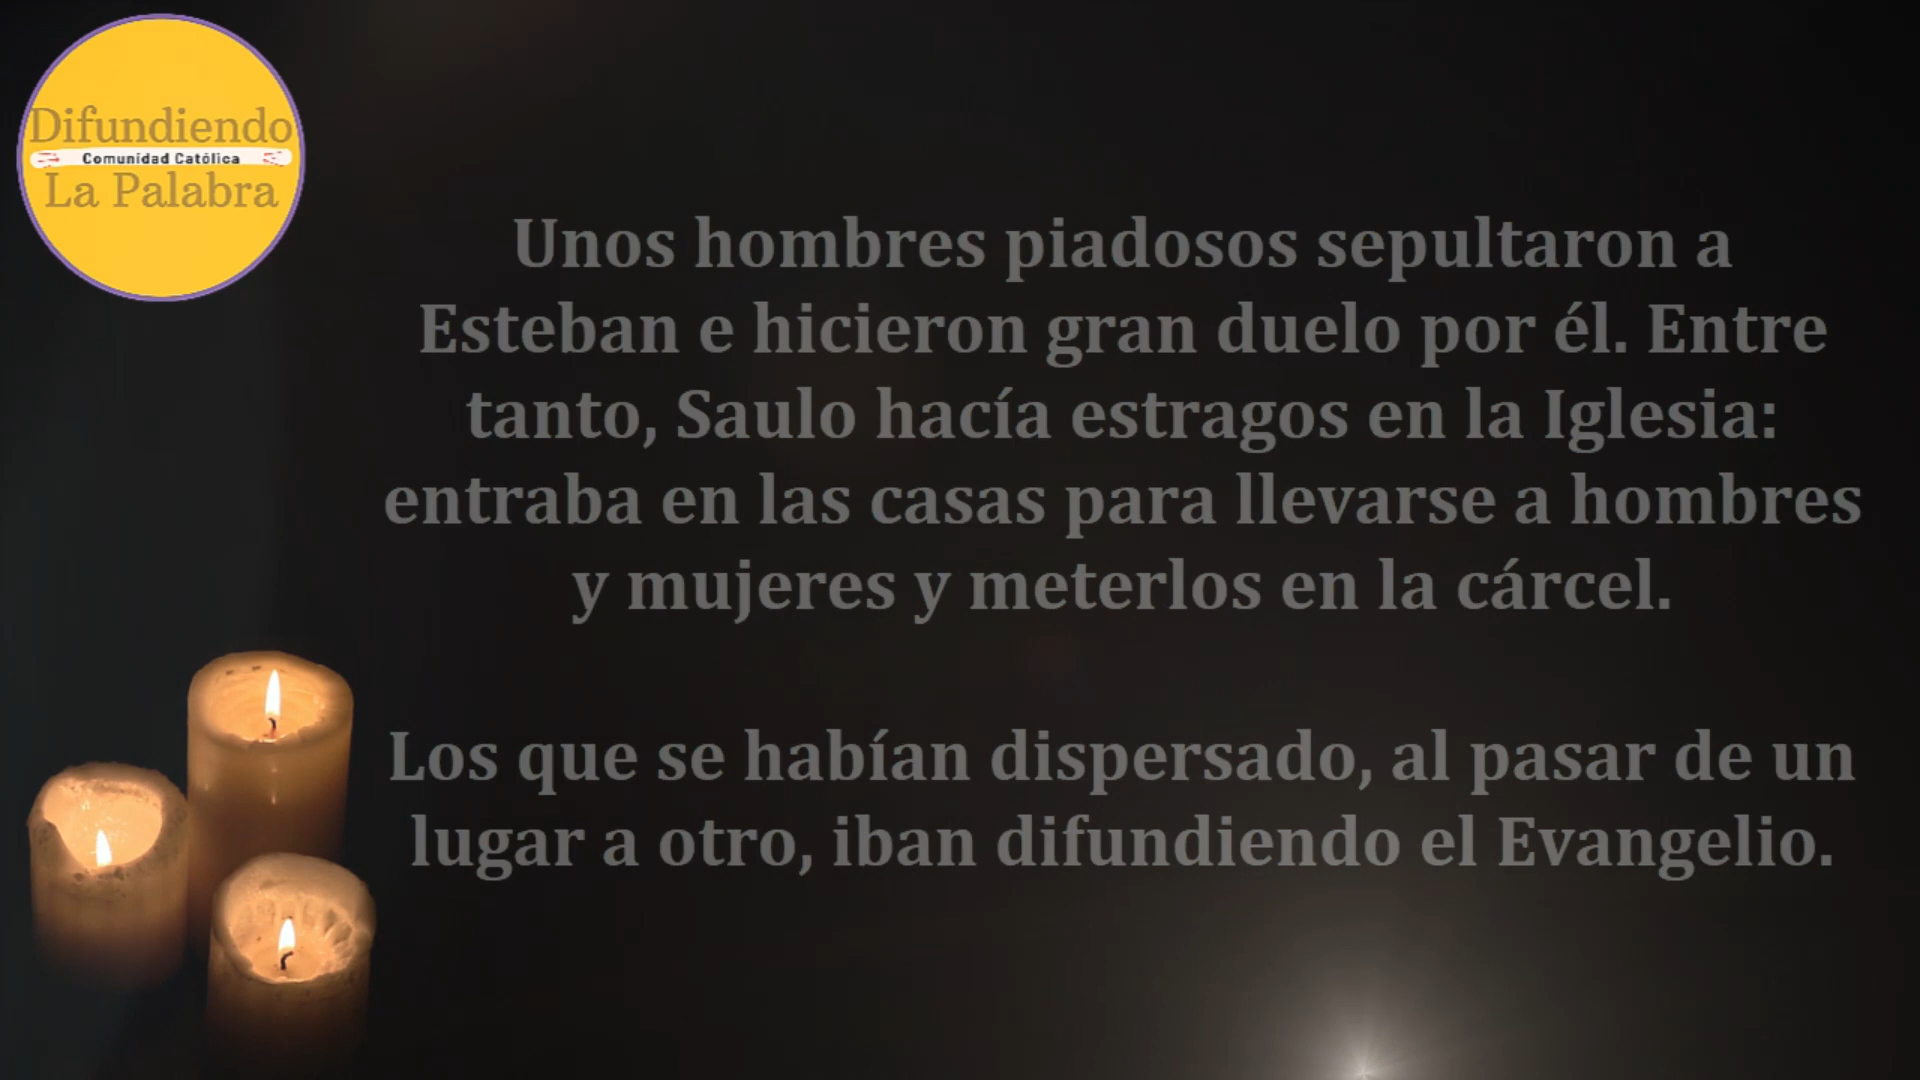 Difundiendo
Comunidad Católica
La Palabra
Unos hombres piadosos sepultaron a
Esteban e hicieron gran duelo por él. Entre
tanto, Saulo hacía estragos en la Iglesia:
entraba en las casas para llevarse a hombres
y mujeres y meterlos en la cárcel.
Los que se habían dispersado, al pasar de un
lugar a otro, iban difundiendo el Evangelio.